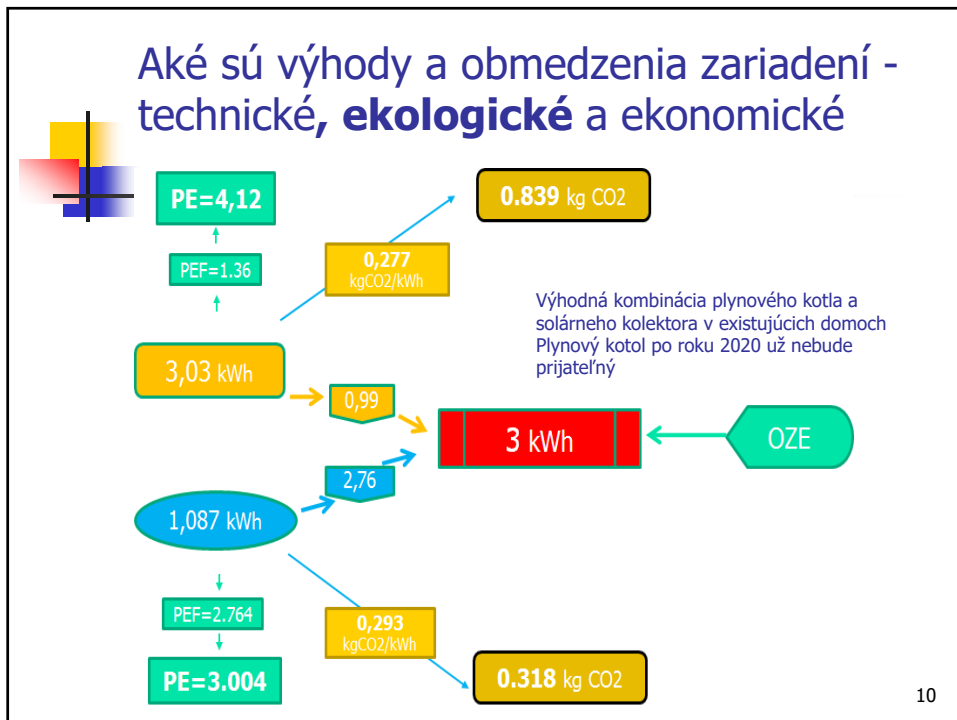 Aké sú výhody a obmedzenia zariadení -
technické, ekologické a ekonomické
PE=4,12
0.839 kg CO2
PEF=1.36
0,277
kgCO2/kWh
Výhodná kombinácia plynového kotla a
solárneho kolektora v existujúcich domoch
Plynový kotol po roku 2020 už nebude
prijateľný
3,03 kWh
0,99
3 kWh
OZE
2,76
1,087 kWh
PEF=2.764
0,293
kgCO2/kWh
PE=3.004
0.318 kg CO2
10